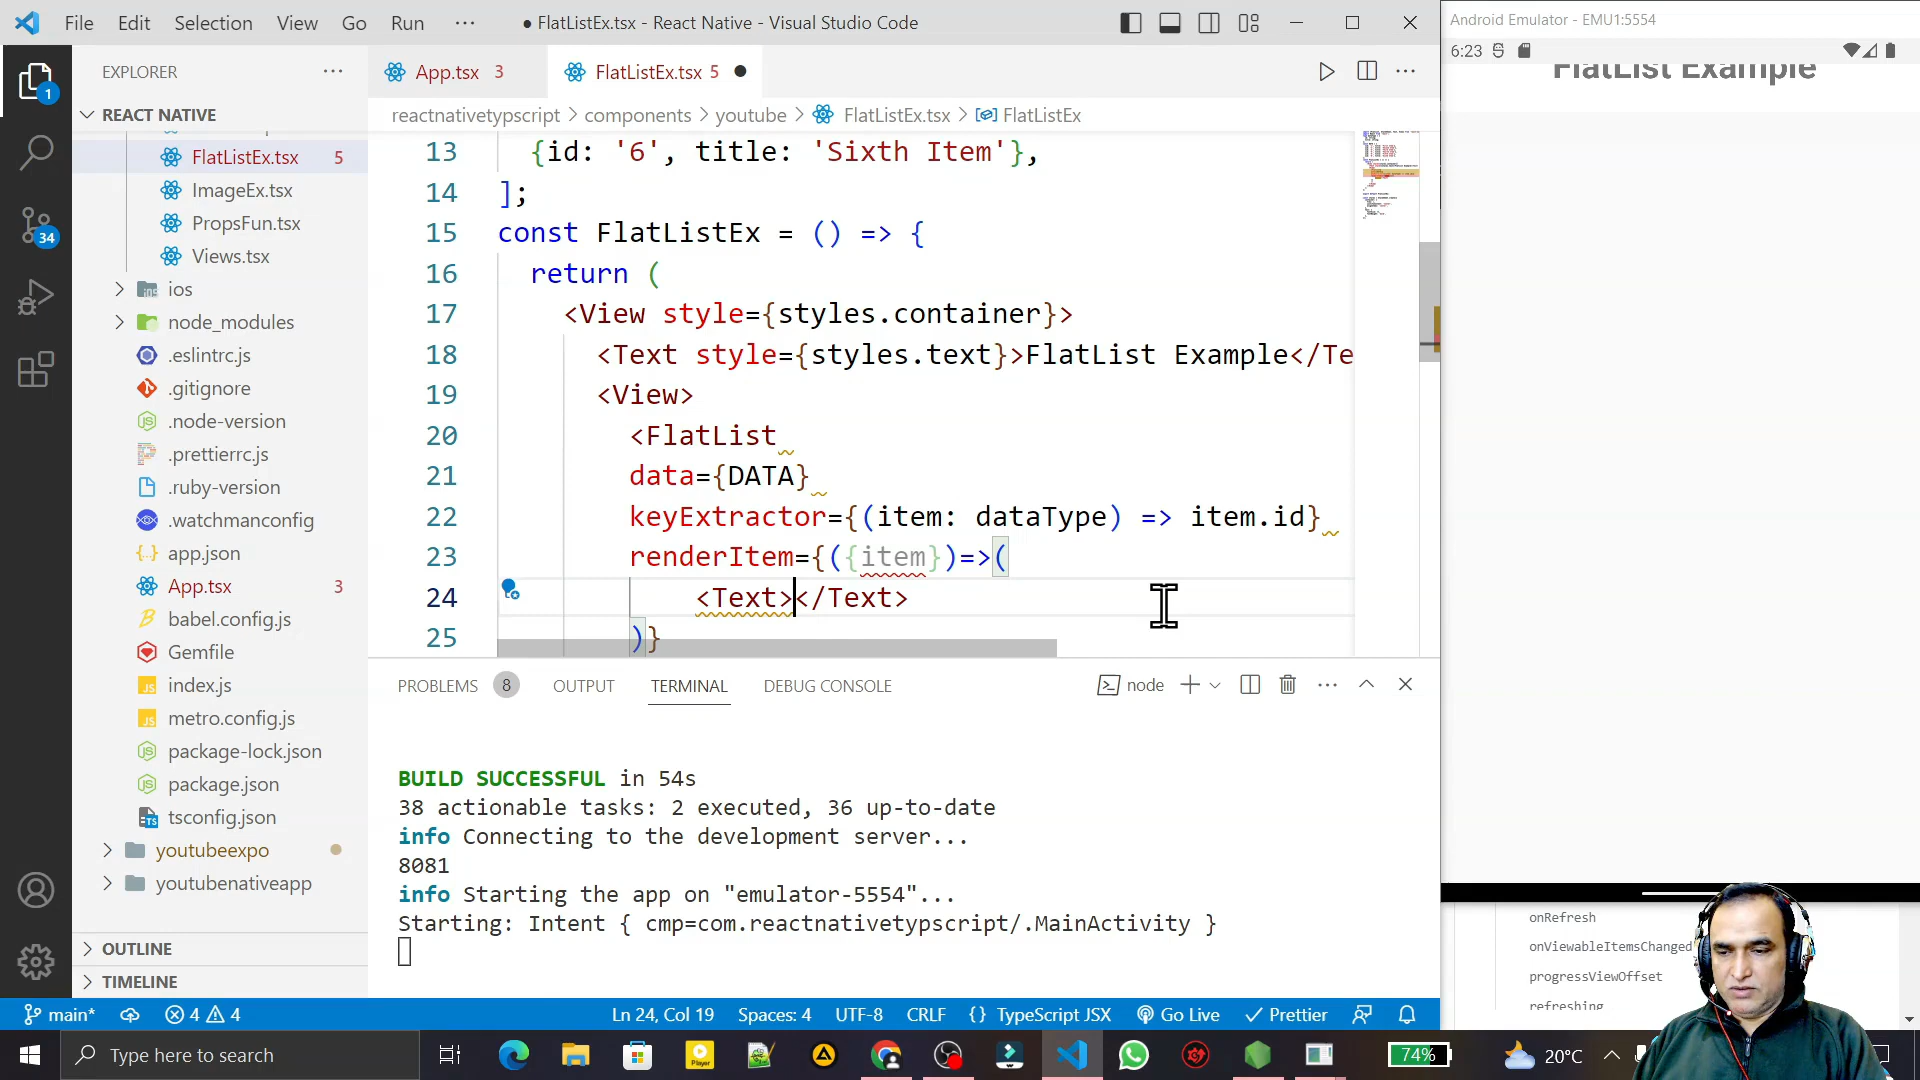 File Edit Selection View Go Run ··· ● FlatListEx.tsx - React Native - Visual Studio Code
Android Emulator - EMU1:5554
6:23
FlatList Example
EXPLORER ···
REACT NATIVE
FlatListEx.tsx 5
ImageEx.tsx
PropsFun.tsx
Views.tsx
ios
node_modules
.eslintrc.js
.gitignore
.node-version
.prettierrc.js
.ruby-version
.watchmanconfig
app.json
App.tsx 3
babel.config.js
Gemfile
index.js
metro.config.js
package-lock.json
package.json
tsconfig.json
youtubeexpo
youtubenativeapp
OUTLINE
TIMELINE
1
34
App.tsx 3 FlatListEx.tsx 5 ●
reactnativetypscript > components > youtube > FlatListEx.tsx > FlatListEx
13 {id: '6', title: 'Sixth Item'},
14 ];
15 const FlatListEx = () => {
16 return (
17 <View style={styles.container}>
18 <Text style={styles.text}>FlatList Example</Te
19 <View>
20 <FlatList
21 data={DATA}
22 keyExtractor={(item: dataType) => item.id}
23 renderItem={({item})=>(
24 <Text></Text>
25 )}
PROBLEMS 8 OUTPUT TERMINAL DEBUG CONSOLE node
BUILD SUCCESSFUL in 54s
38 actionable tasks: 2 executed, 36 up-to-date
info Connecting to the development server...
8081
info Starting the app on "emulator-5554"...
Starting: Intent { cmp=com.reactnativetypscript/.MainActivity }
onRefresh
onViewableItemsChanged
progressViewOffset
refreshing
main* 4 4 Ln 24, Col 19 Spaces: 4 UTF-8 CRLF {} TypeScript JSX Go Live Prettier
Type here to search
74%
20°C